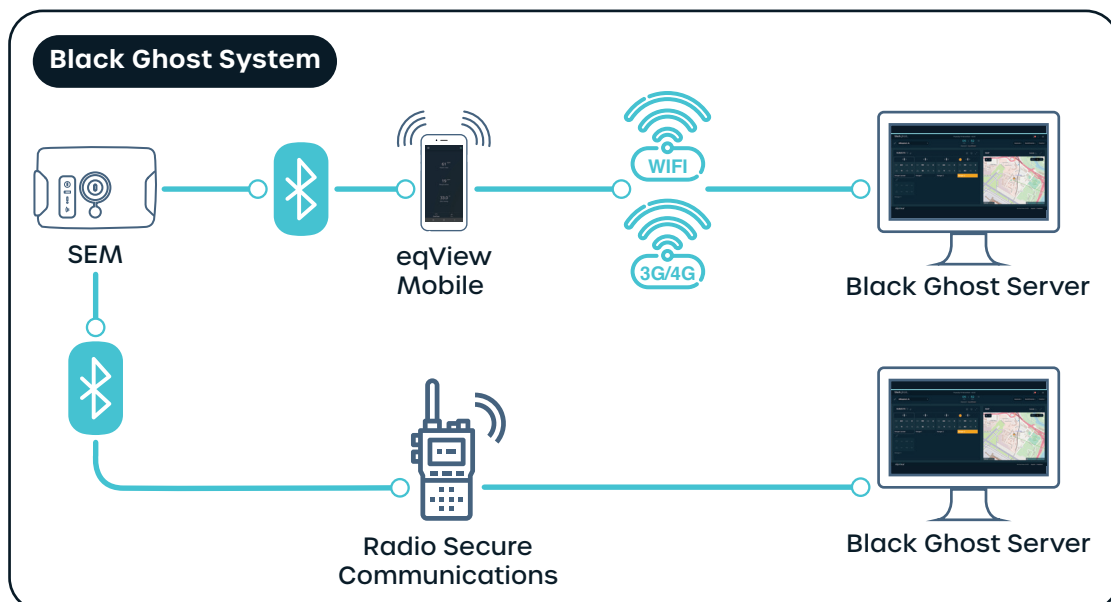 Black Ghost System
WIFI
SEM
eqView
Mobile
3G/4G
Black Ghost Server
Radio Secure
Communications
Black Ghost Server